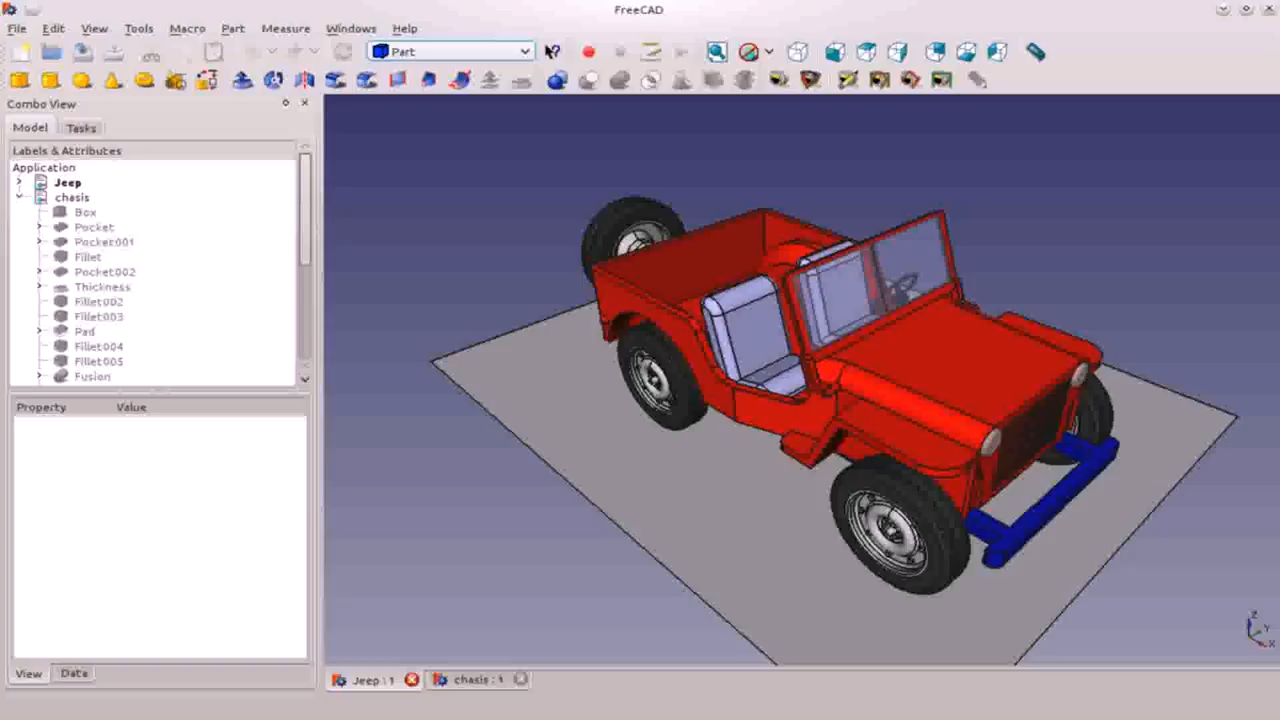 FreeCAD
File Edit View Tools Macro Part Measure Windows Help
Part
Combo View
Model Tasks
Labels & Attributes
Application
Jeep
chasis
Box
Pocket
Pocket001
Fillet
Pocket002
Thickness
Fillet002
Fillet003
Pad
Fillet004
Fillet005
Fusion
Property Value
View Data
Jeep : 1 chasis : 1
Z
Y
X